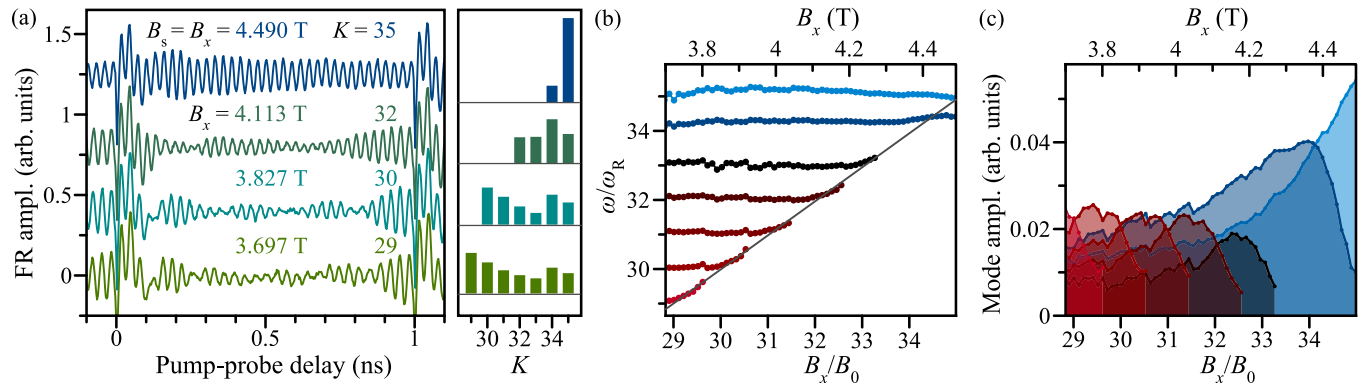 (a)
B_s = B_x = 4.490 T K = 35
B_x = 4.113 T 32
3.827 T 30
3.697 T 29
FR ampl. (arb. units)
1.5
1
0.5
0
0 0.5 1
Pump-probe delay (ns)
30 32 34
K
(b)
B_x (T)
3.8 4 4.2 4.4
ω/ω_R
34
32
30
29 30 31 32 33 34
B_x/B_0
(c)
B_x (T)
3.8 4 4.2 4.4
Mode ampl. (arb. units)
0.04
0.02
0
29 30 31 32 33 34
B_x/B_0